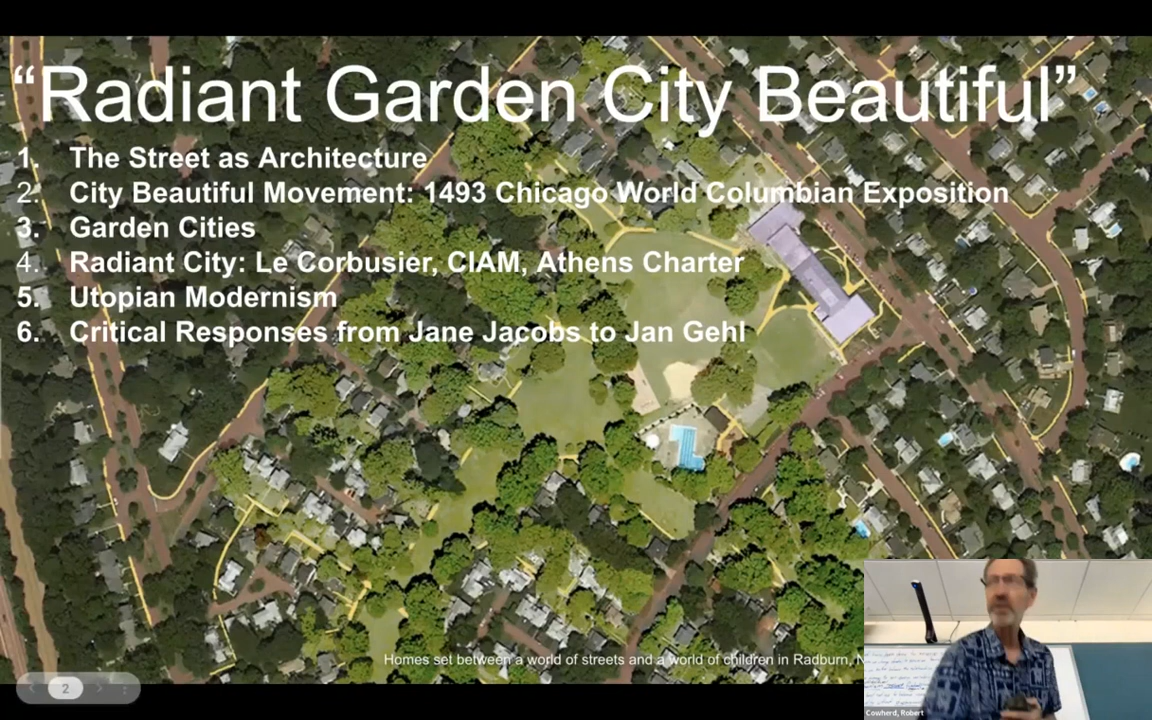 “Radiant Garden City Beautiful”
1. The Street as Architecture
2. City Beautiful Movement: 1493 Chicago World Columbian Exposition
3. Garden Cities
4. Radiant City: Le Corbusier, CIAM, Athens Charter
5. Utopian Modernism
6. Critical Responses from Jane Jacobs to Jan Gehl
Homes set between a world of streets and a world of children in Radburn, N
2
Cowherd, Robert